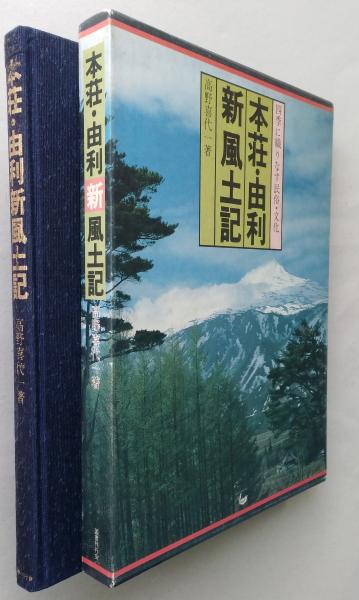 四季に織りなす民俗・文化
本荘・由利
新風土記
高野喜代一著
本荘・由利新風土記
高野喜代一著
本荘・由利新風土記
高野喜代一著